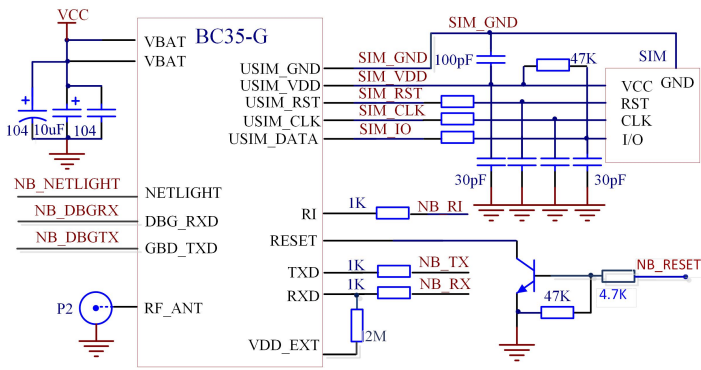 VCC
BC35-G
SIM_GND
VBAT
VBAT
SIM_GND
100pF
47K
SIM
USIM_GND
GND
SIM_VDD
USIM_VDD
VCC
SIM_RST
USIM_RST
RST
SIM_CLK
USIM_CLK
CLK
SIM_IO
USIM_DATA
I/O
104
10uF
104
30pF
30pF
NB_NETLIGHT
NETLIGHT
NB_DBGRX
DBG_RXD
NB_DBGTX
GBD_TXD
RI
1K
NB_RI
RESET
TXD
1K
NB_TX
RXD
1K
NB_RX
NB_RESET
4.7K
47K
P2
RF_ANT
2M
VDD_EXT